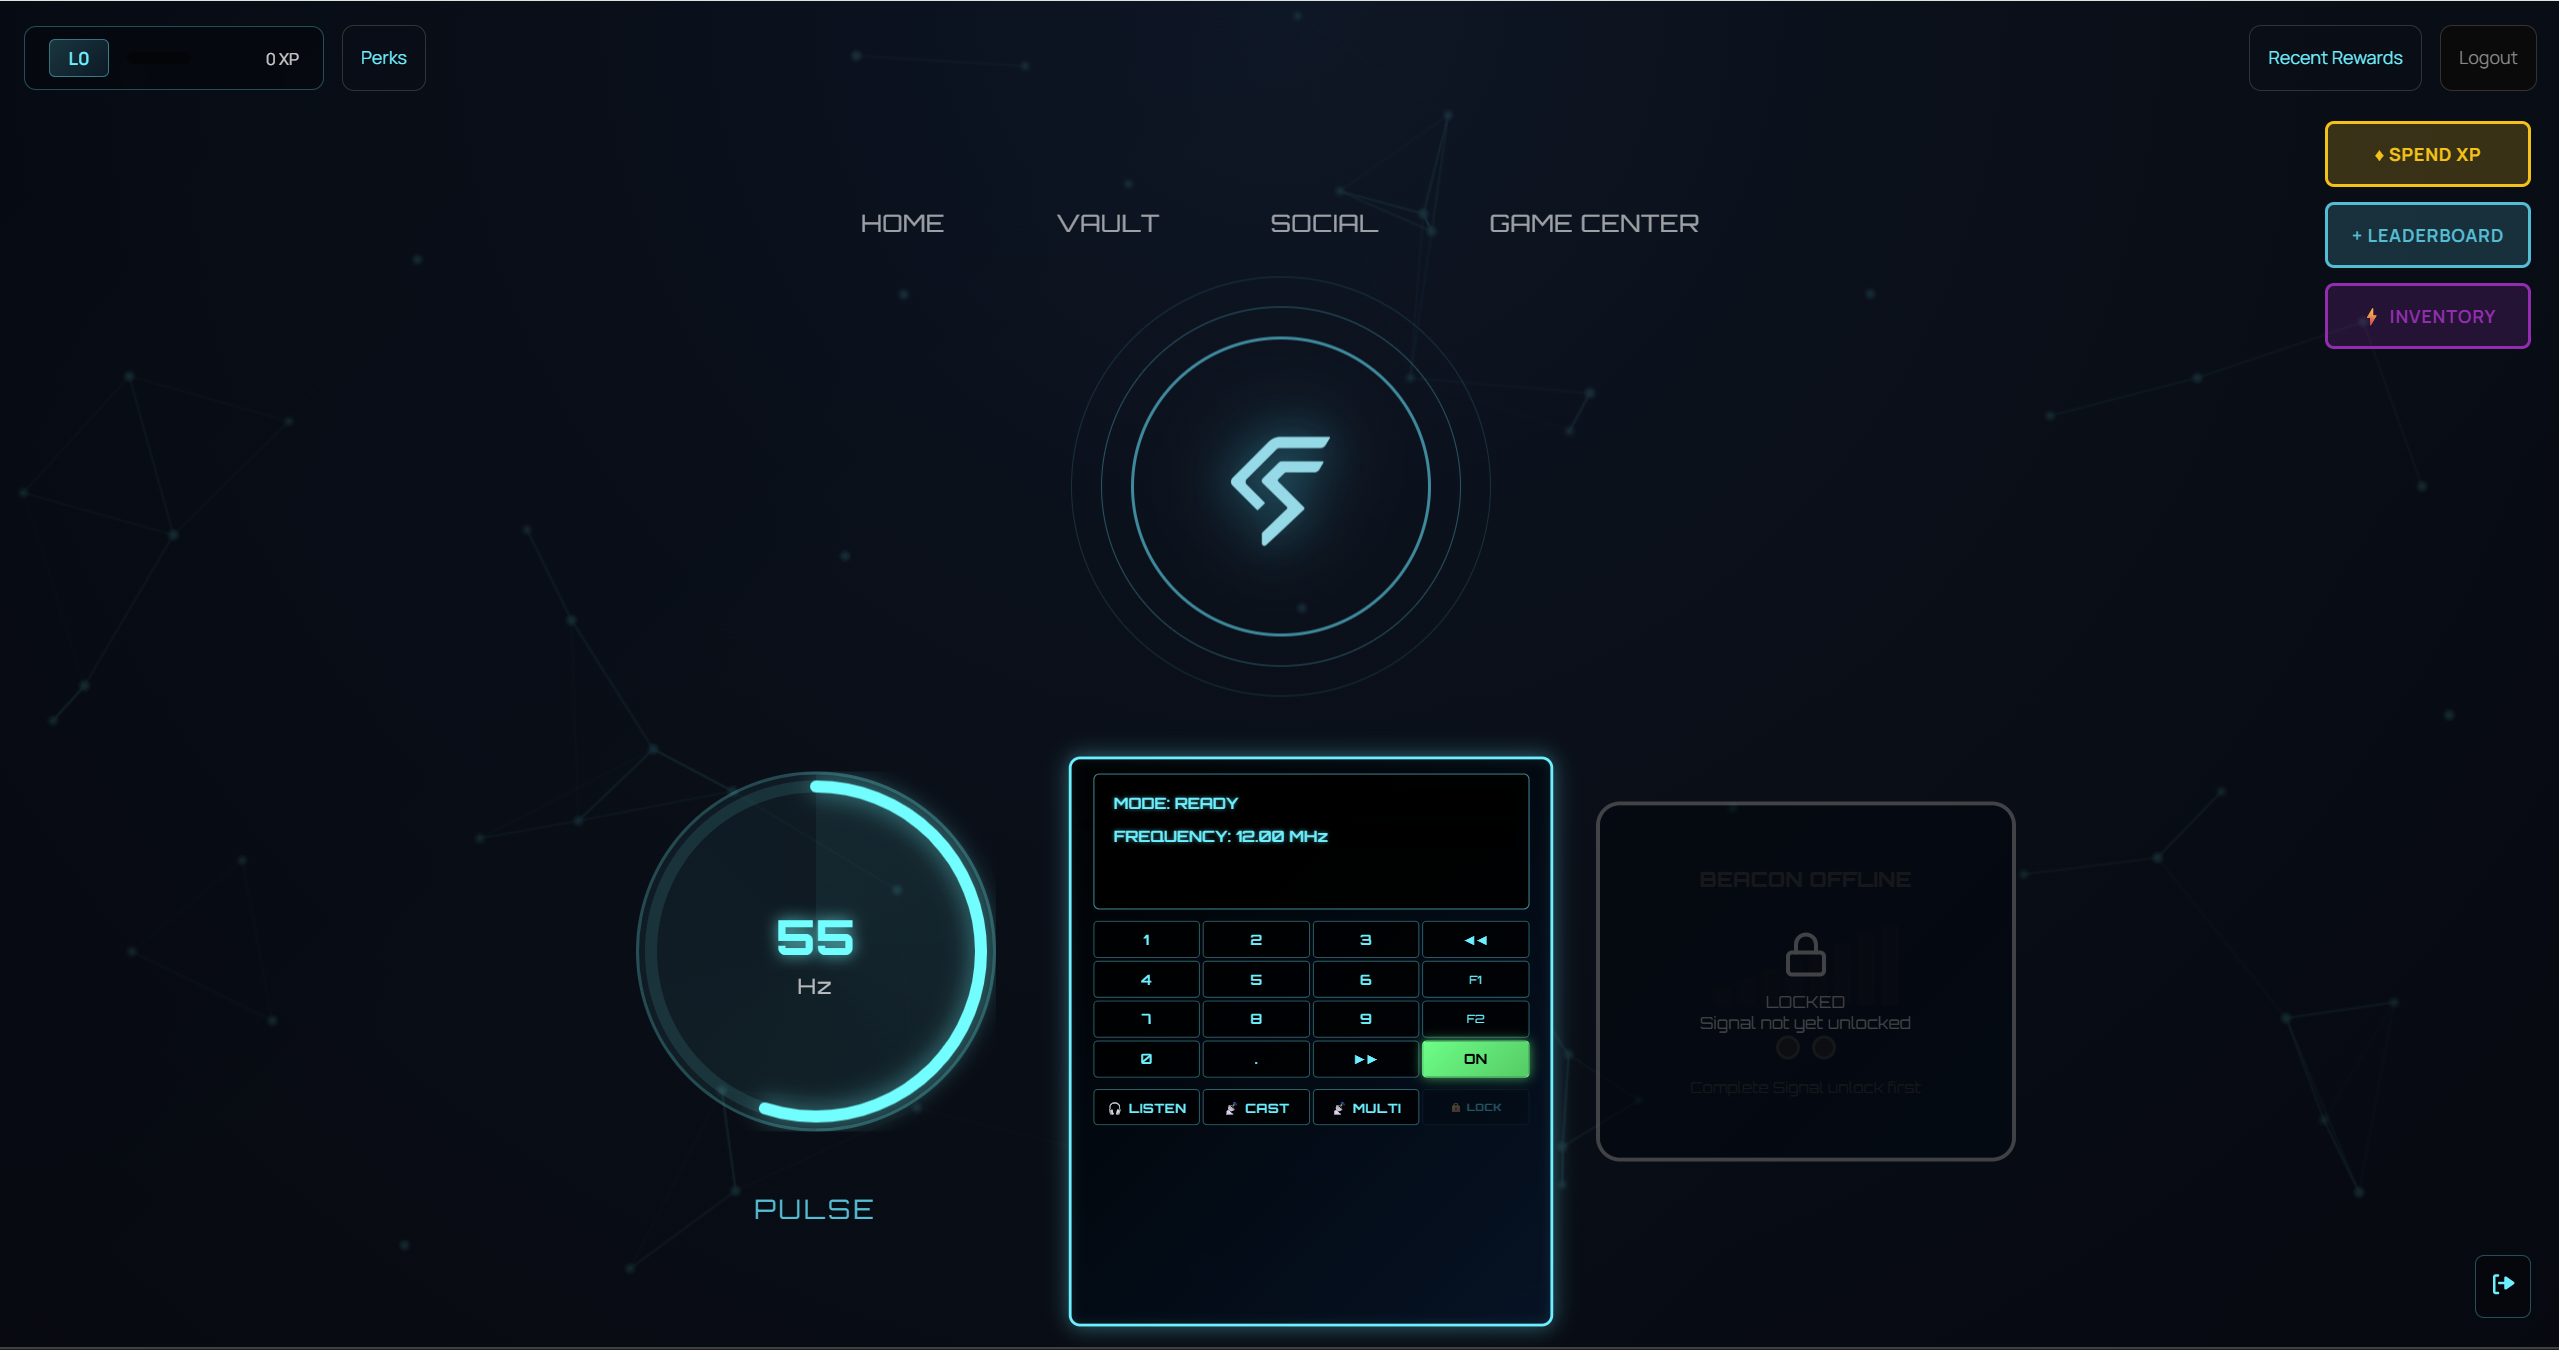 L0
0 XP
Perks
Recent Rewards
Logout
♦ SPEND XP
+ LEADERBOARD
⚡ INVENTORY
HOME
VAULT
SOCIAL
GAME CENTER
55
Hz
PULSE
MODE: READY
FREQUENCY: 12.00 MHz
1 2 3 ◀◀
4 5 6 F1
7 8 9 F2
0 . ▶▶ ON
🎧 LISTEN 📡 CAST 📡 MULTI 🔒 LOCK
BEACON OFFLINE
LOCKED
Signal not yet unlocked
Complete Signal unlock first